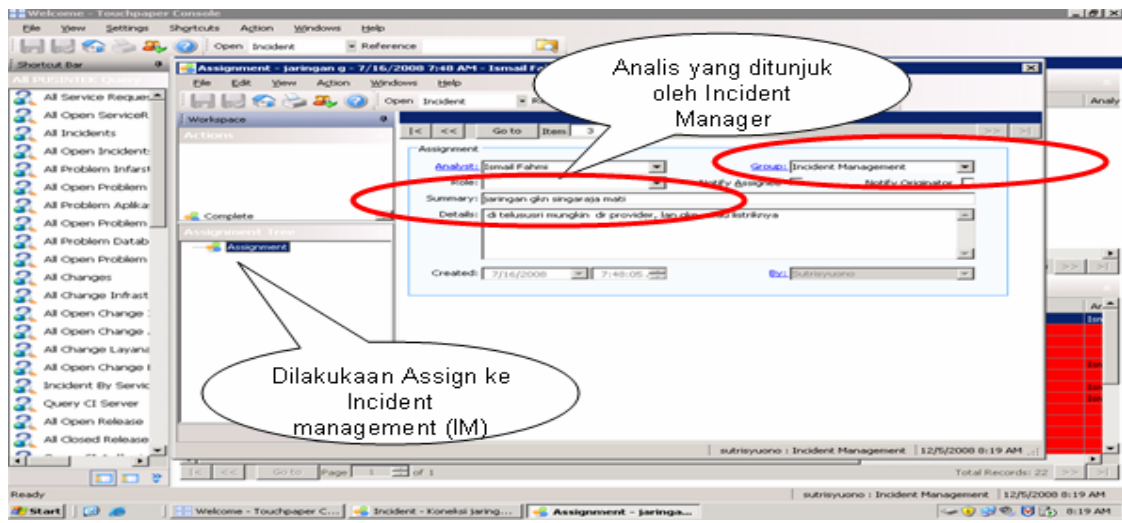 Welcome - Touchpaper Console
File View Settings Shortcuts Action Windows Help
Open Incident Reference
Shortcut Bar
All PUSINTEK Query
All Service Reques
All Open ServiceR
All Incidents
All Open Incident
All Problem Infarst
All Open Problem
All Problem Aplika
All Open Problem
All Problem Datab
All Open Problem
All Changes
All Change Infrast
All Open Change
All Open Change
All Change Layana
All Open Change I
Incident By Servic
Query CI Server
All Open Release
All Closed Release
Assignment - jaringan g - 7/16/2008 7:48 AM - Ismail
File Edit View Action Windows Help
Open Incident
Workspace
Actions
Complete
Assignment Tree
Assignment
|< << Go to Item 3 >> >|
Assignment
Analyst: Ismail Fahmi Group: Incident Management
Role: Notify Assignee Notify Originator
Summary: jaringan gkn singaraja mati
Details: di telusuri mungkin dr provider, lan gkn listriknya
Created: 7/16/2008 7:48:05 By: Sutrisyuono
Analis yang ditunjuk
oleh Incident
Manager
Dilakukaan Assign ke
Incident
management (IM)
Analy
sutrisyuono : Incident Management 12/5/2008 8:19 AM
|< << Go to Page 1 of 1 Total Records: 22 >> >|
Ready sutrisyuono : Incident Management 12/5/2008 8:19 AM
Start Welcome - Touchpaper C... Incident - Koneksi jaring... Assignment - jaringa... 8:19 AM